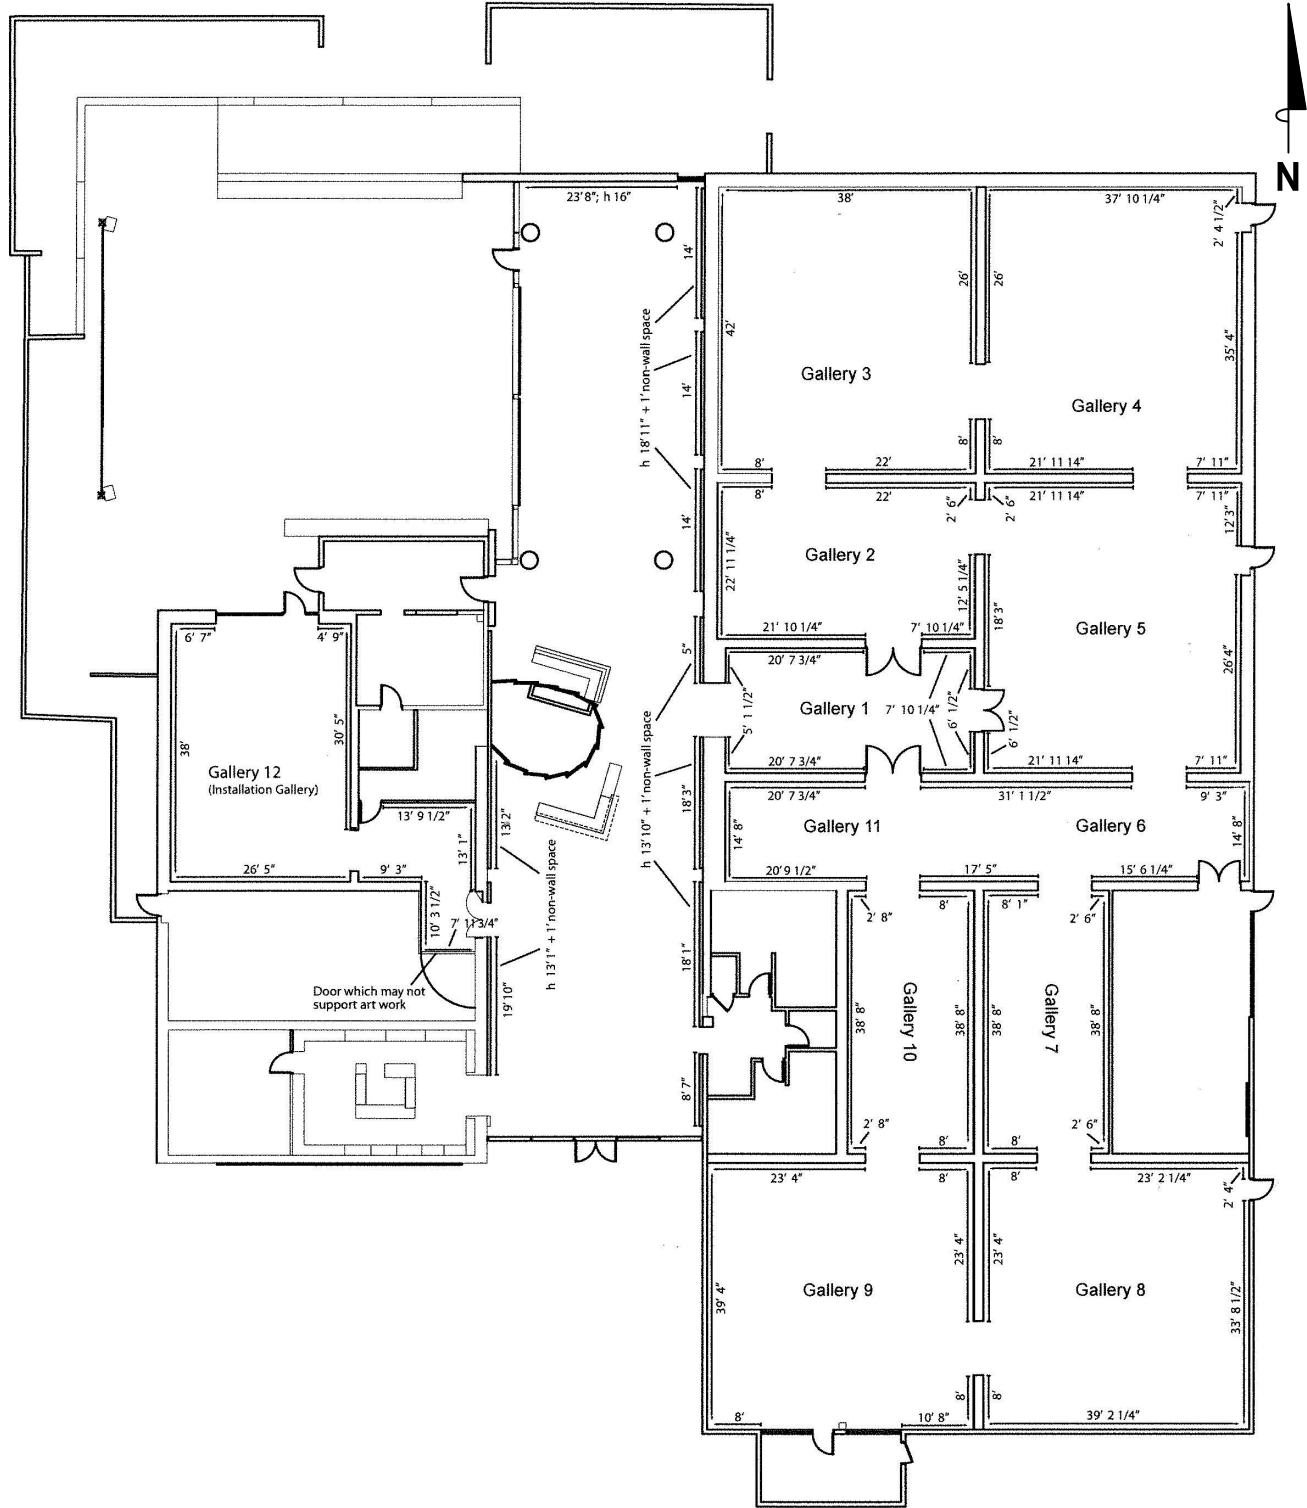 N
23'8"; h 16"
38'
37' 10 1/4"
2' 4 1/2"
14'
26'
26'
42'
h 18'11" + 1' non-wall space
35' 4"
Gallery 3
14'
Gallery 4
8'
8'
8'
22'
21' 11 14"
7' 11"
8'
22'
21' 11 14"
7' 11"
2' 6"
2' 6"
12'3"
14'
22' 11 1/4"
Gallery 2
12' 5 1/4"
18'3"
Gallery 5
21' 10 1/4"
7' 10 1/4"
6' 7"
4' 9"
5"
20' 7 3/4"
26'4"
5' 1 1/2"
Gallery 1
7' 10 1/4"
6' 1/2"
6' 1/2"
38'
30' 5"
Gallery 12
(Installation Gallery)
20' 7 3/4"
21' 11 14"
7' 11"
h 13'10" + 1' non-wall space
18'3"
20' 7 3/4"
31' 1 1/2"
9' 3"
13' 9 1/2"
13'2"
13' 1"
14' 8"
Gallery 11
Gallery 6
14' 8"
26' 5"
9' 3"
20' 9 1/2"
17' 5"
15' 6 1/4"
h 13'1" + 1' non-wall space
10' 3 1/2"
7' 11 3/4"
2' 8"
8'
8' 1"
2' 6"
18'1"
Door which may not
support art work
19'10"
38' 8"
Gallery 10
38' 8"
38' 8"
Gallery 7
38' 8"
8' 7"
2' 8"
8'
8'
2' 6"
23' 4"
8'
8'
23' 2 1/4"
2' 4"
23' 4"
23' 4"
39' 4"
Gallery 9
Gallery 8
33' 8 1/2"
8'
8'
8'
10' 8"
39' 2 1/4"